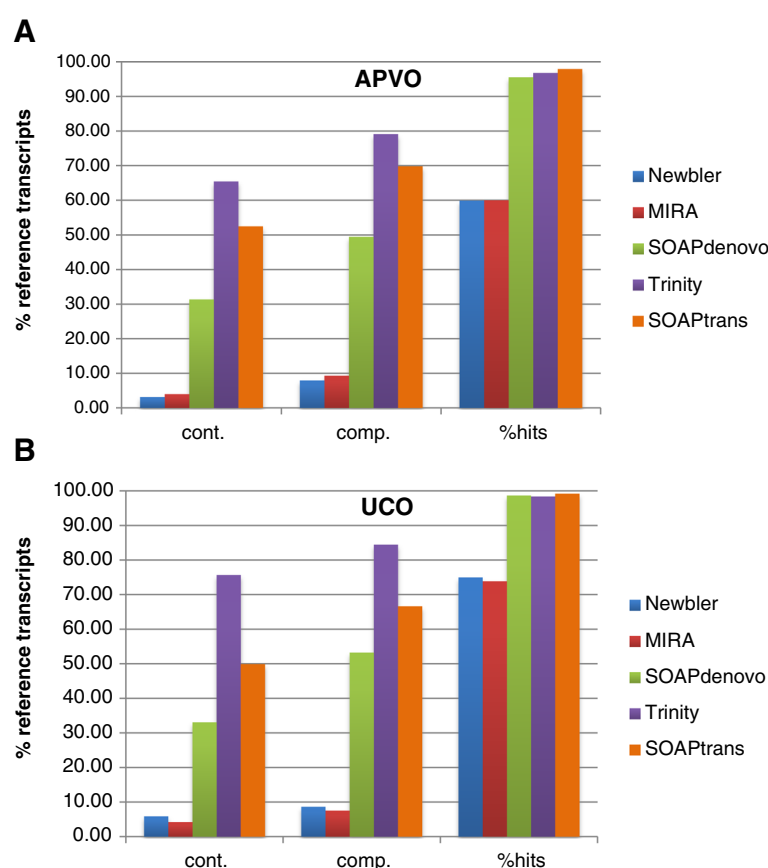 A
APVO
% reference transcripts
100.00
90.00
80.00
70.00
60.00
50.00
40.00
30.00
20.00
10.00
0.00
cont.
comp.
%hits
Newbler
MIRA
SOAPdenovo
Trinity
SOAPtrans
B
UCO
% reference transcripts
100.00
90.00
80.00
70.00
60.00
50.00
40.00
30.00
20.00
10.00
0.00
cont.
comp.
%hits
Newbler
MIRA
SOAPdenovo
Trinity
SOAPtrans